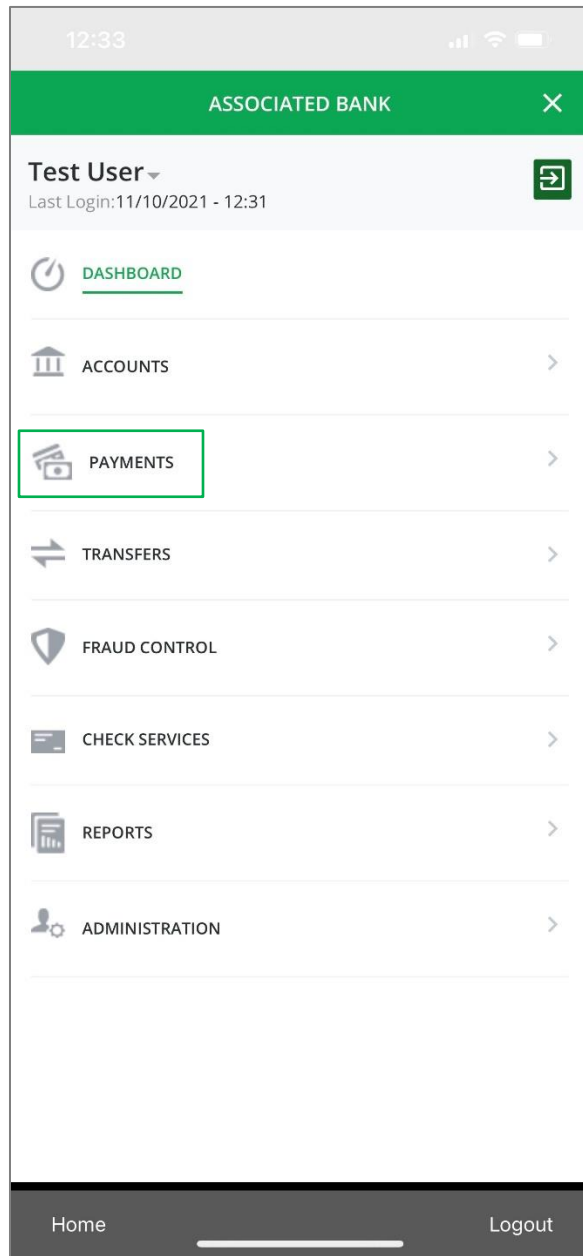 12:33
ASSOCIATED BANK
Test User
Last Login:11/10/2021 - 12:31
DASHBOARD
ACCOUNTS
PAYMENTS
TRANSFERS
FRAUD CONTROL
CHECK SERVICES
REPORTS
ADMINISTRATION
Home Logout